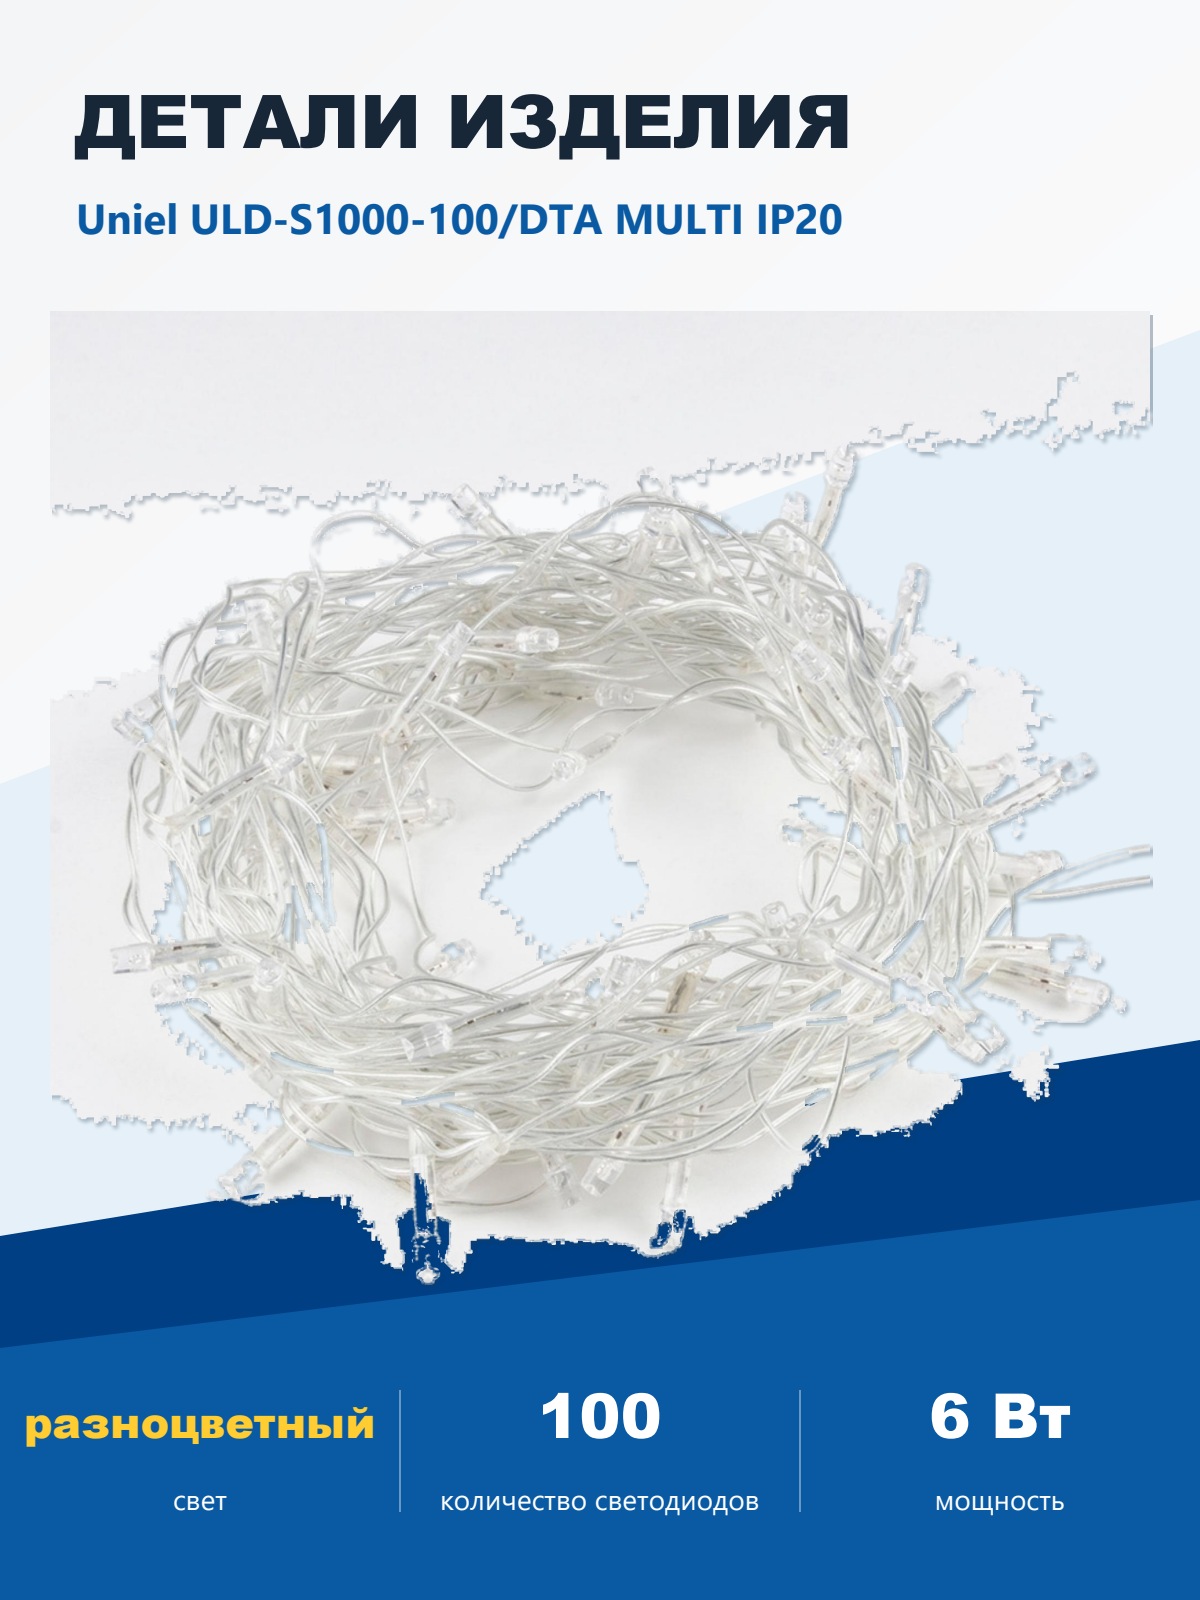 ДЕТАЛИ ИЗДЕЛИЯ
Uniel ULD-S1000-100/DTA MULTI IP20
разноцветный
свет
100
количество светодиодов
6 Вт
мощность